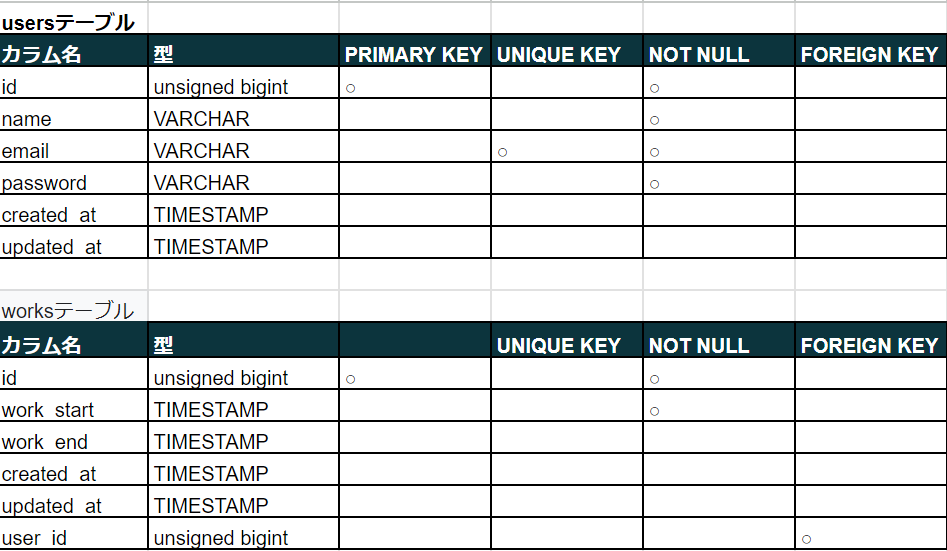 usersテーブル
カラム名 型 PRIMARY KEY UNIQUE KEY NOT NULL FOREIGN KEY
id unsigned bigint ○ ○
name VARCHAR ○
email VARCHAR ○ ○
password VARCHAR ○
created_at TIMESTAMP
updated_at TIMESTAMP
worksテーブル
カラム名 型 UNIQUE KEY NOT NULL FOREIGN KEY
id unsigned bigint ○ ○
work_start TIMESTAMP ○
work_end TIMESTAMP
created_at TIMESTAMP
updated_at TIMESTAMP
user_id unsigned bigint ○